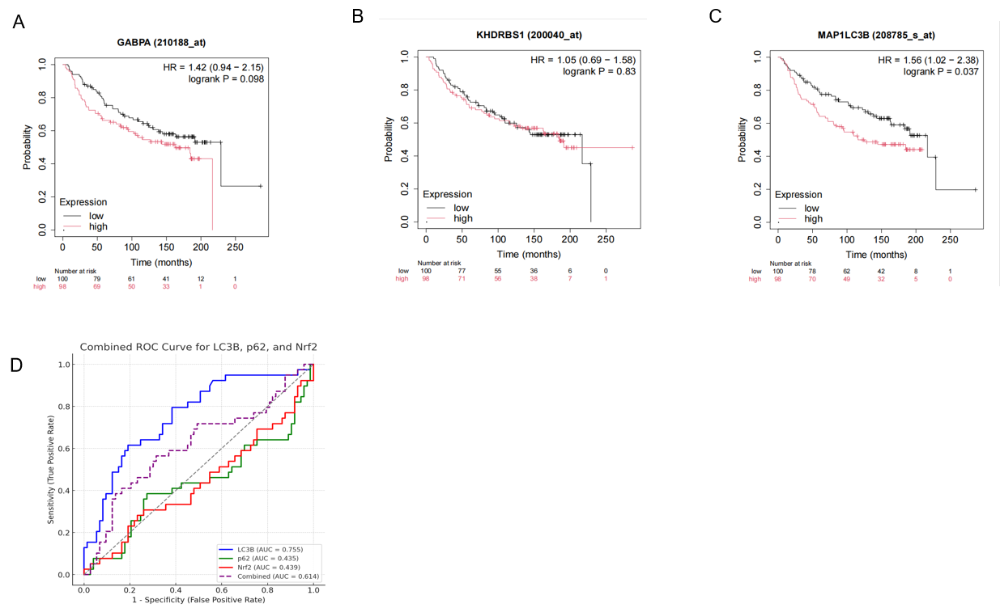 A
GABPA (210188_at)
HR = 1.42 (0.94 − 2.15)
logrank P = 0.098
Probability
1.0
0.8
0.6
0.4
0.2
0.0
Expression
low
high
0 50 100 150 200 250
Time (months)
Number at risk
low 100 79 61 41 12 1
high 98 69 50 33 1 0
B
KHDRBS1 (200040_at)
HR = 1.05 (0.69 − 1.58)
logrank P = 0.83
Probability
1.0
0.8
0.6
0.4
0.2
0.0
Expression
low
high
0 50 100 150 200 250
Time (months)
Number at risk
low 100 77 55 36 6 0
high 98 71 56 38 7 1
C
MAP1LC3B (208785_s_at)
HR = 1.56 (1.02 − 2.38)
logrank P = 0.037
Probability
1.0
0.8
0.6
0.4
0.2
0.0
Expression
low
high
0 50 100 150 200 250
Time (months)
Number at risk
low 100 78 62 42 8 1
high 98 70 49 32 5 0
D
Combined ROC Curve for LC3B, p62, and Nrf2
Sensitivity (True Positive Rate)
1.0
0.8
0.6
0.4
0.2
0.0
LC3B (AUC = 0.755)
p62 (AUC = 0.435)
Nrf2 (AUC = 0.439)
Combined (AUC = 0.614)
0.0 0.2 0.4 0.6 0.8 1.0
1 - Specificity (False Positive Rate)